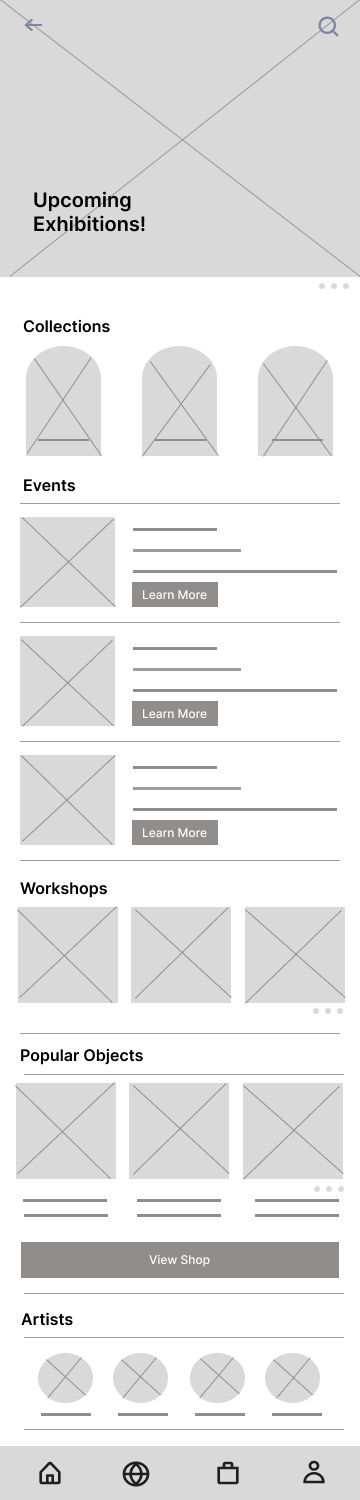 Upcoming
Exhibitions!
Collections
Events
Learn More
Learn More
Learn More
Workshops
Popular Objects
View Shop
Artists